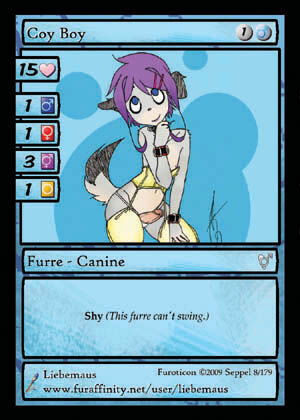 Coy Boy
1
15
1
1
3
1
Furre - Canine
Shy (This furre can't swing.)
Liebemaus
Furoticon ©2009 Seppel 8/179
www.furaffinity.net/user/liebemaus